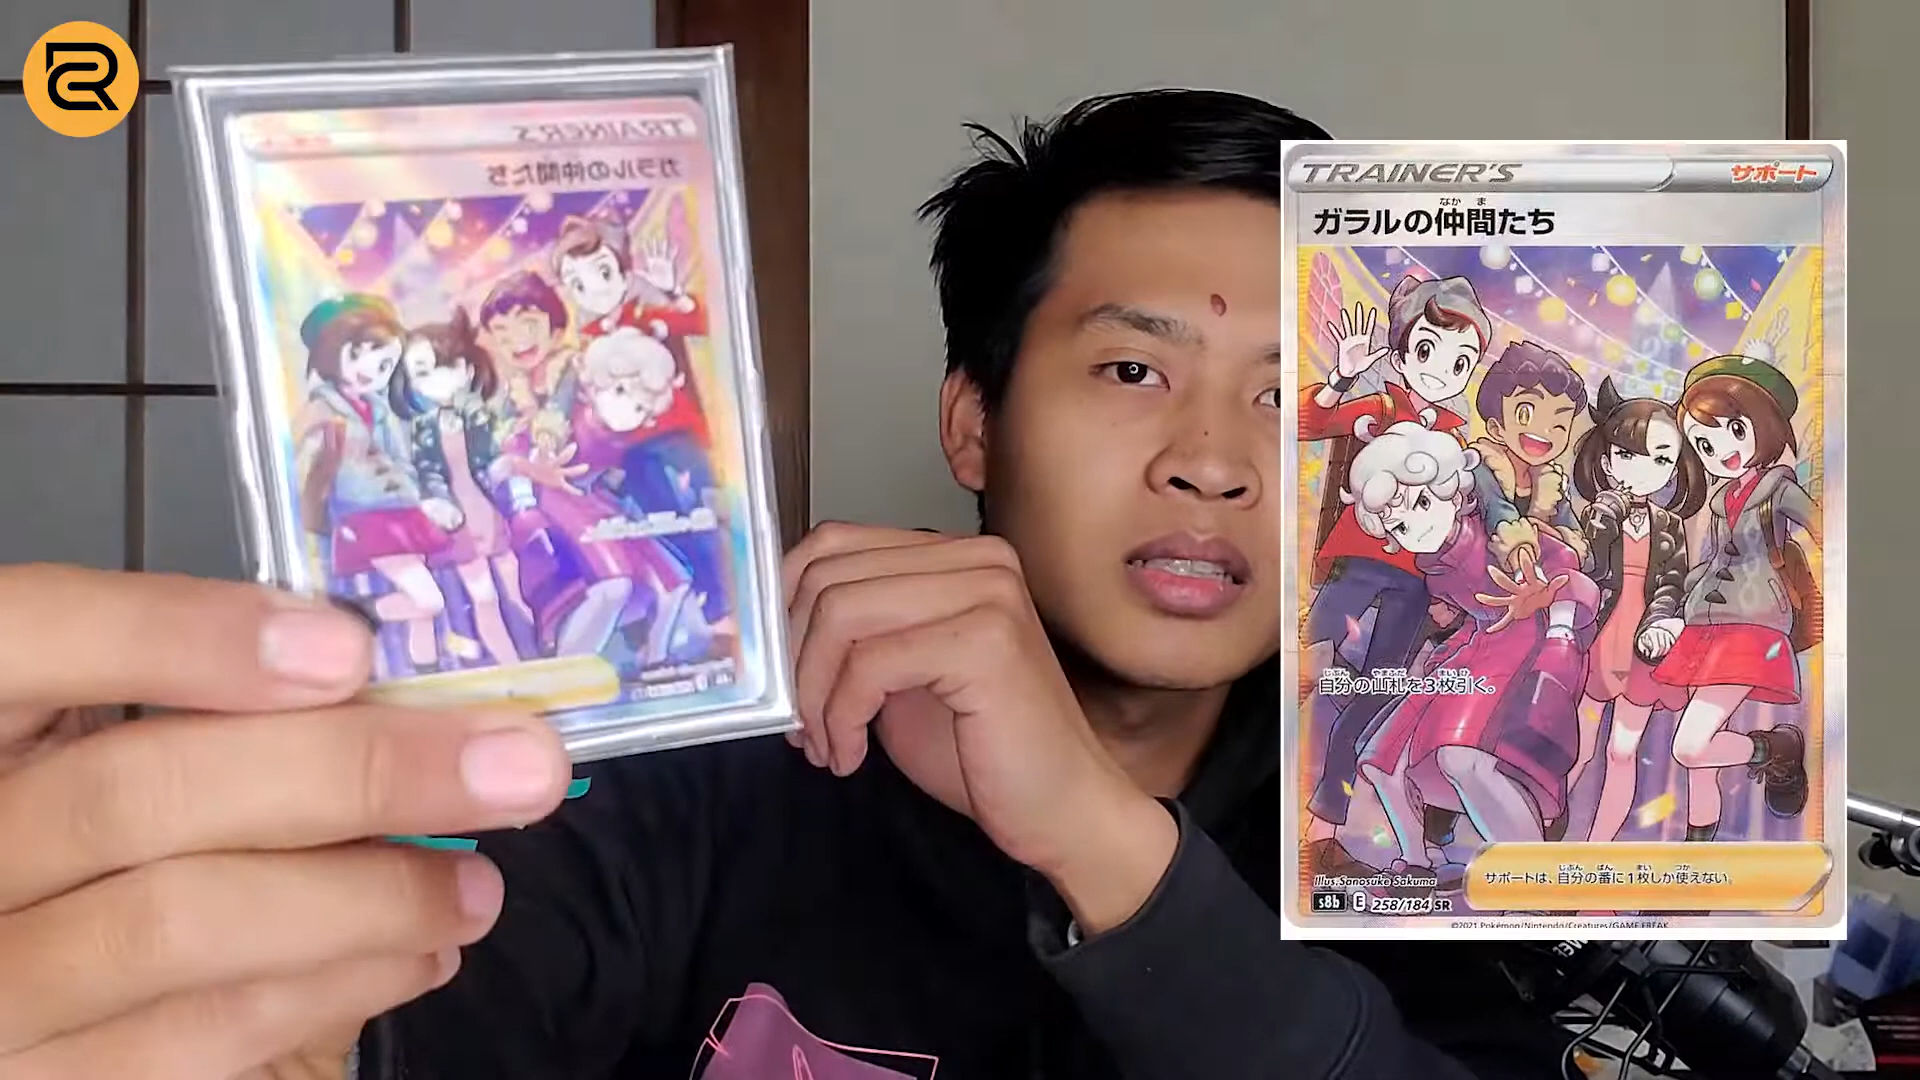 TRAINER'S
ガラルの仲間たち
TRAINER'S サポート
なかま
ガラルの仲間たち
じぶん やまふだ まいひ
自分の山札を3枚引く。
じぶん ばん まい つか
サポートは、自分の番に1枚しか使えない。
Illus. Sanosuke Sakuma
s8b E 258/184 SR
©2021 Pokémon/Nintendo/Creatures/GAME FREAK